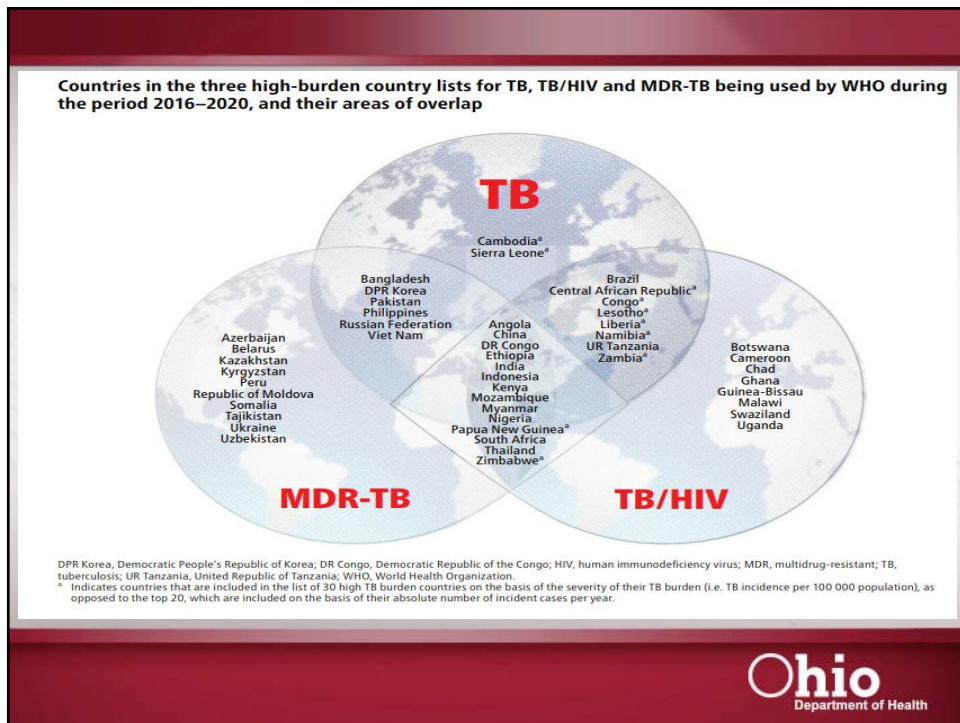 Countries in the three high-burden country lists for TB, TB/HIV and MDR-TB being used by WHO during
the period 2016–2020, and their areas of overlap
TB
Cambodiaᵃ
Sierra Leoneᵃ
Bangladesh
DPR Korea
Pakistan
Philippines
Russian Federation
Viet Nam
Brazil
Central African Republicᵃ
Congoᵃ
Lesothoᵃ
Liberiaᵃ
Namibiaᵃ
UR Tanzania
Zambiaᵃ
Angola
China
DR Congo
Ethiopia
India
Indonesia
Kenya
Mozambique
Myanmar
Nigeria
Papua New Guineaᵃ
South Africa
Thailand
Zimbabweᵃ
Azerbaijan
Belarus
Kazakhstan
Kyrgyzstan
Peru
Republic of Moldova
Somalia
Tajikistan
Ukraine
Uzbekistan
Botswana
Cameroon
Chad
Ghana
Guinea-Bissau
Malawi
Swaziland
Uganda
MDR-TB
TB/HIV
DPR Korea, Democratic People's Republic of Korea; DR Congo, Democratic Republic of the Congo; HIV, human immunodeficiency virus; MDR, multidrug-resistant; TB,
tuberculosis; UR Tanzania, United Republic of Tanzania; WHO, World Health Organization.
ᵃ Indicates countries that are included in the list of 30 high TB burden countries on the basis of the severity of their TB burden (i.e. TB incidence per 100 000 population), as
opposed to the top 20, which are included on the basis of their absolute number of incident cases per year.
Ohio
Department of Health